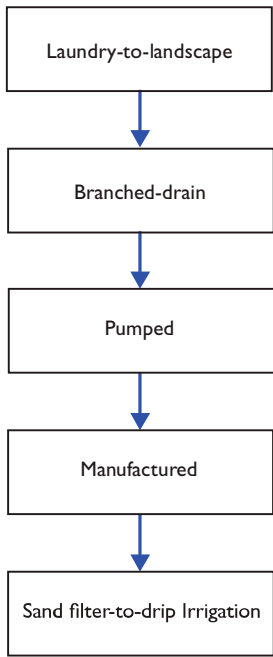 Laundry-to-landscape
Branched-drain
Pumped
Manufactured
Sand filter-to-drip Irrigation